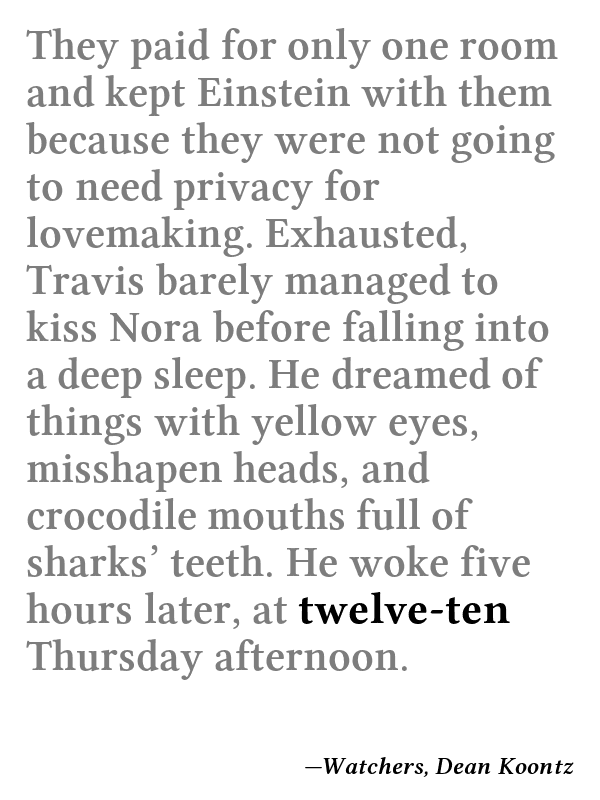 They paid for only one room
and kept Einstein with them
because they were not going
to need privacy for
lovemaking. Exhausted,
Travis barely managed to
kiss Nora before falling into
a deep sleep. He dreamed of
things with yellow eyes,
misshapen heads, and
crocodile mouths full of
sharks’ teeth. He woke five
hours later, at twelve-ten
Thursday afternoon.
—Watchers, Dean Koontz